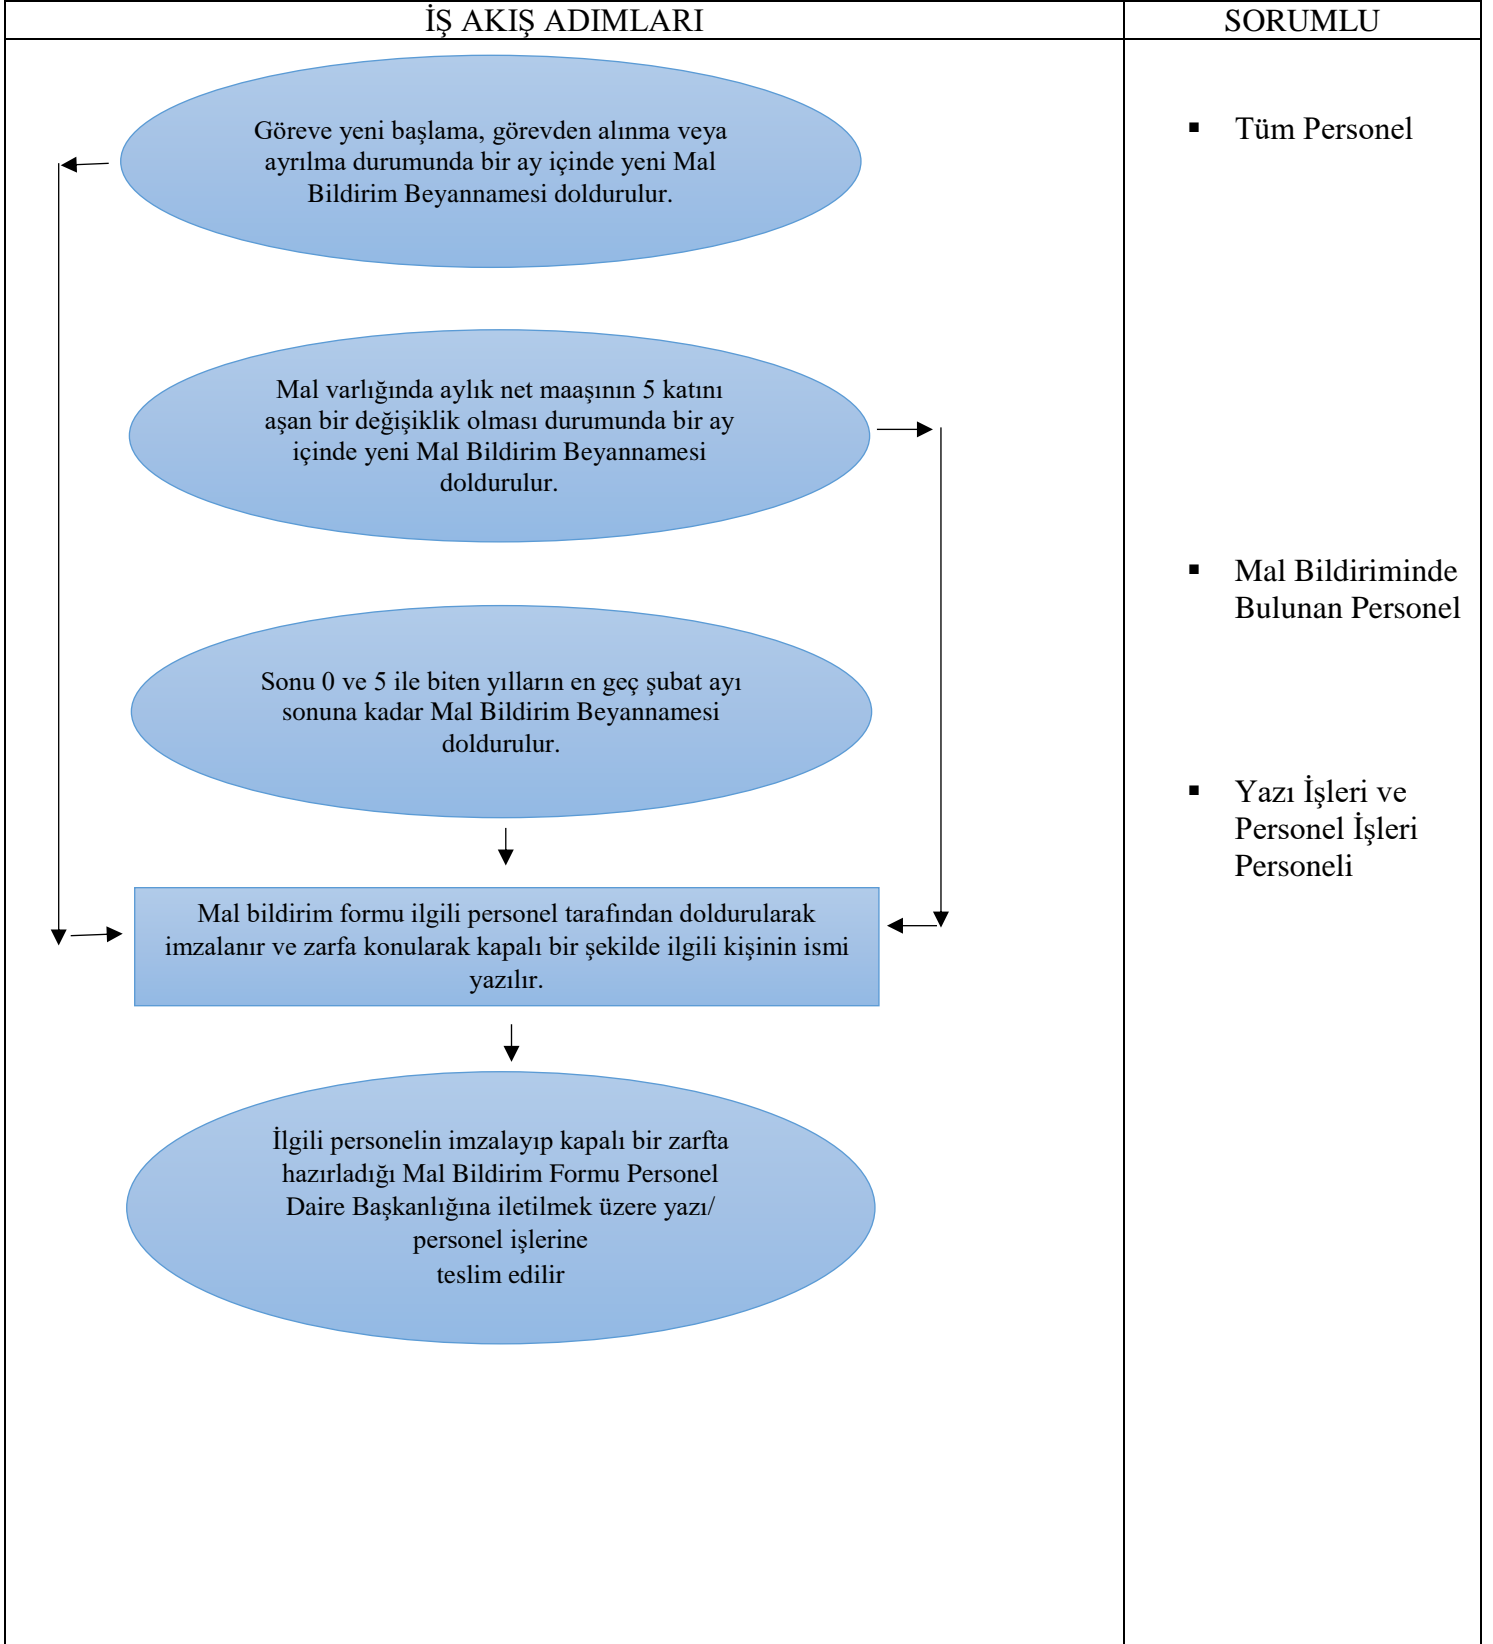 İŞ AKIŞ ADIMLARI
SORUMLU
Göreve yeni başlama, görevden alınma veya
ayrılma durumunda bir ay içinde yeni Mal
Bildirim Beyannamesi doldurulur.
Mal varlığında aylık net maaşının 5 katını
aşan bir değişiklik olması durumunda bir ay
içinde yeni Mal Bildirim Beyannamesi
doldurulur.
Sonu 0 ve 5 ile biten yılların en geç şubat ayı
sonuna kadar Mal Bildirim Beyannamesi
doldurulur.
Mal bildirim formu ilgili personel tarafından doldurularak
imzalanır ve zarfa konularak kapalı bir şekilde ilgili kişinin ismi
yazılır.
İlgili personelin imzalayıp kapalı bir zarfta
hazırladığı Mal Bildirim Formu Personel
Daire Başkanlığına iletilmek üzere yazı/
personel işlerine
teslim edilir
▪ Tüm Personel
▪ Mal Bildiriminde
Bulunan Personel
▪ Yazı İşleri ve
Personel İşleri
Personeli